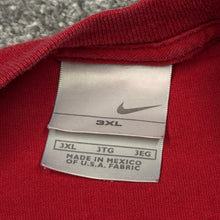 3XL
3XL 3TG 3EG
MADE IN MEXICO
OF U.S.A. FABRIC